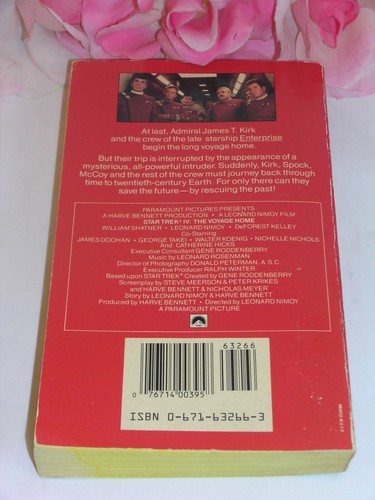 At last, Admiral James T. Kirk
and the crew of the late starship Enterprise
begin the long voyage home.
But their trip is interrupted by the appearance of a
mysterious, all-powerful intruder. Suddenly, Kirk, Spock,
McCoy and the rest of the crew must journey back through
time to twentieth-century Earth. For only there can they
save the future—by rescuing the past!
PARAMOUNT PICTURES PRESENTS
A HARVE BENNETT PRODUCTION • A LEONARD NIMOY FILM
STAR TREK® IV: THE VOYAGE HOME
WILLIAM SHATNER • LEONARD NIMOY • DeFOREST KELLEY
Co-Starring
JAMES DOOHAN • GEORGE TAKEI • WALTER KOENIG • NICHELLE NICHOLS
And CATHERINE HICKS
Executive Consultant GENE RODDENBERRY
Music by LEONARD ROSENMAN
Director of Photography DONALD PETERMAN, A.S.C.
Executive Producer RALPH WINTER
Based upon STAR TREK® Created by GENE RODDENBERRY
Screenplay by STEVE MEERSON & PETER KRIKES
and HARVE BENNETT & NICHOLAS MEYER
Story by LEONARD NIMOY & HARVE BENNETT
Produced by HARVE BENNETT • Directed by LEONARD NIMOY
A PARAMOUNT PICTURE
63266
0 76714 00395
ISBN 0-671-63266-3